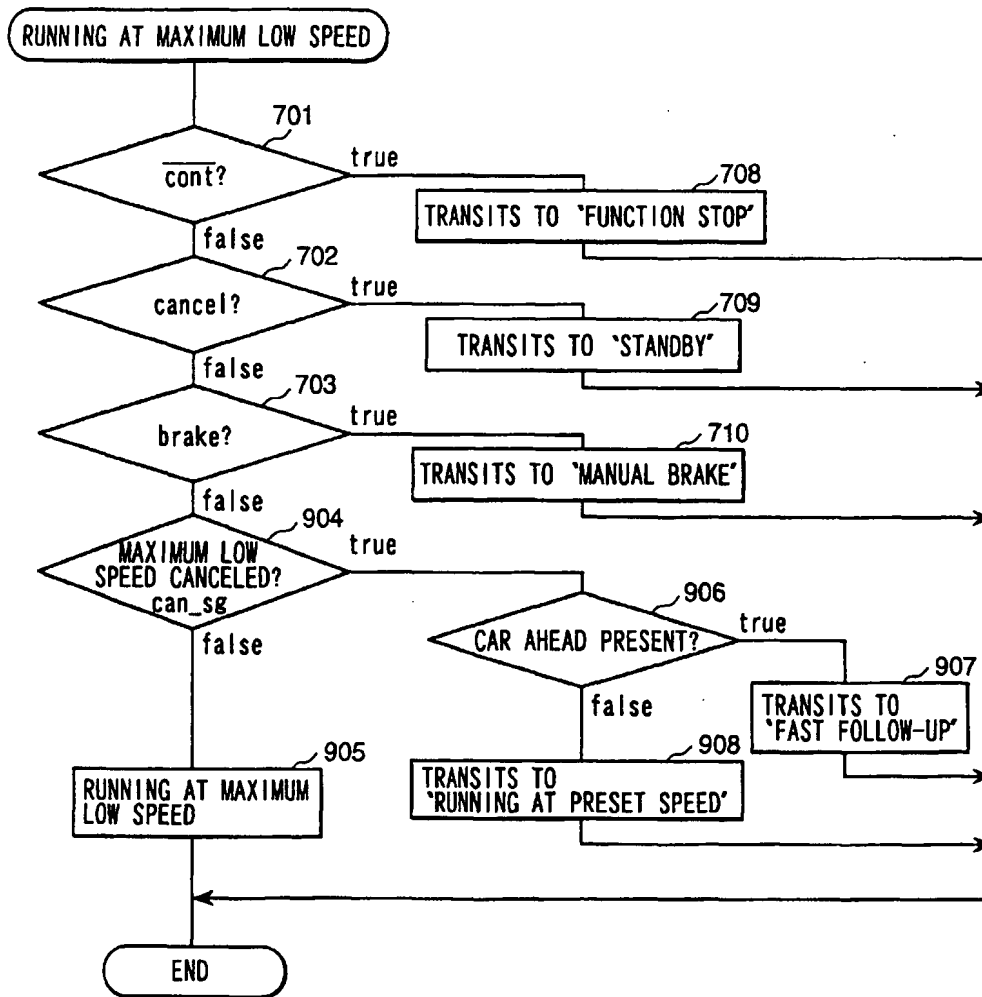 RUNNING AT MAXIMUM LOW SPEED
701
c̅o̅n̅t̅?
true
708
TRANSITS TO "FUNCTION STOP"
false
702
cancel?
true
709
TRANSITS TO "STANDBY"
false
703
brake?
true
710
TRANSITS TO "MANUAL BRAKE"
false
904
MAXIMUM LOW
SPEED CANCELED?
can_sg
true
906
CAR AHEAD PRESENT?
true
false
907
TRANSITS TO
"FAST FOLLOW-UP"
false
908
TRANSITS TO
"RUNNING AT PRESET SPEED"
905
RUNNING AT MAXIMUM
LOW SPEED
END